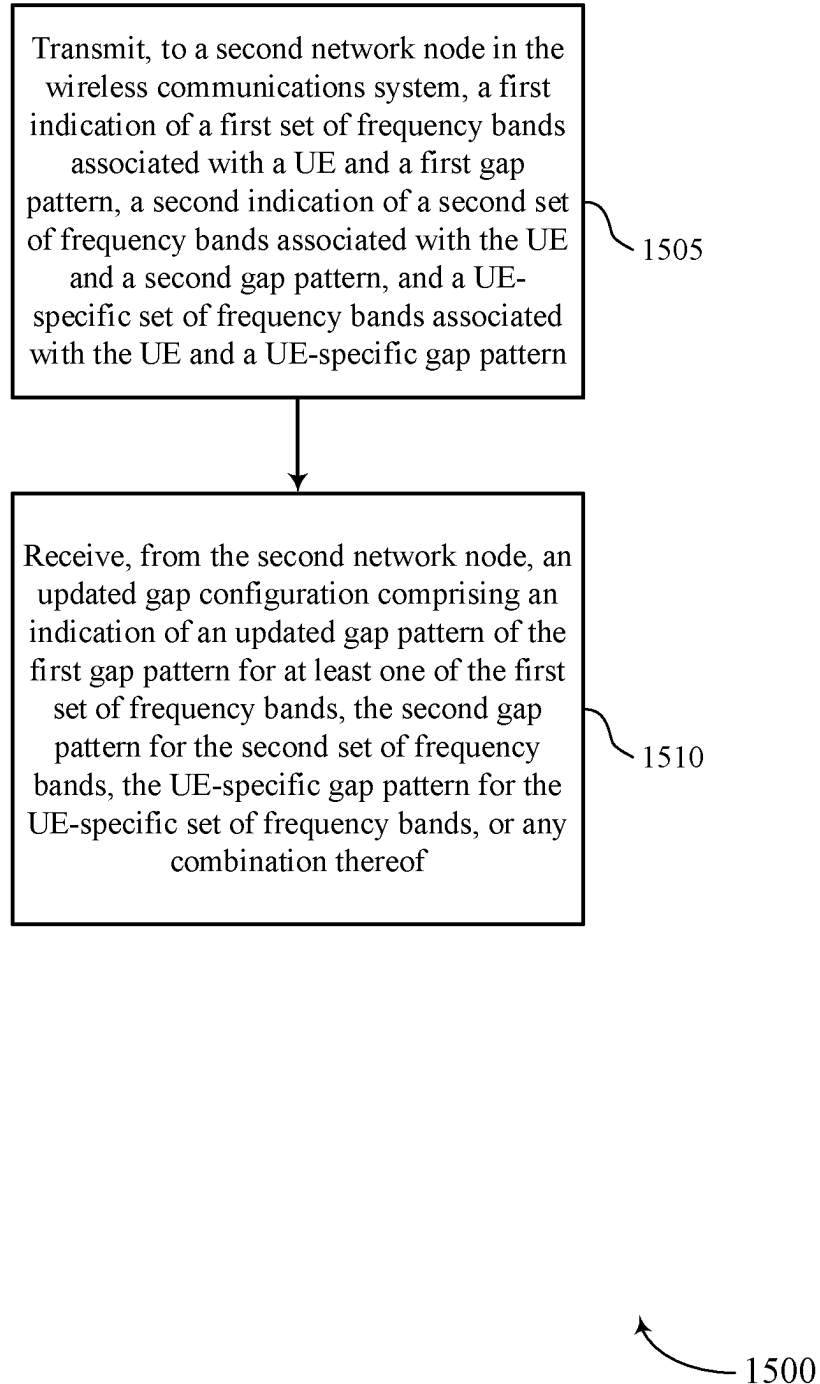 Transmit, to a second network node in the
wireless communications system, a first
indication of a first set of frequency bands
associated with a UE and a first gap
pattern, a second indication of a second set
of frequency bands associated with the UE
and a second gap pattern, and a UE-
specific set of frequency bands associated
with the UE and a UE-specific gap pattern
1505
Receive, from the second network node, an
updated gap configuration comprising an
indication of an updated gap pattern of the
first gap pattern for at least one of the first
set of frequency bands, the second gap
pattern for the second set of frequency
bands, the UE-specific gap pattern for the
UE-specific set of frequency bands, or any
combination thereof
1510
1500